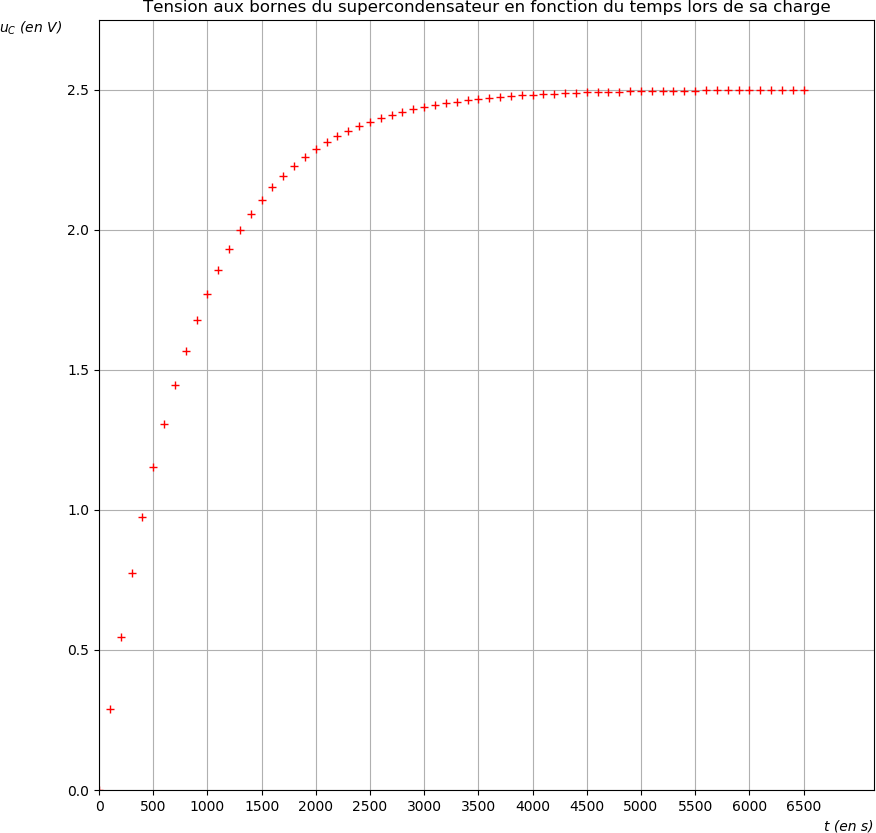 Tension aux bornes du supercondensateur en fonction du temps lors de sa charge
u_C (en V)
2.5
2.0
1.5
1.0
0.5
0.0
0 500 1000 1500 2000 2500 3000 3500 4000 4500 5000 5500 6000 6500
t (en s)